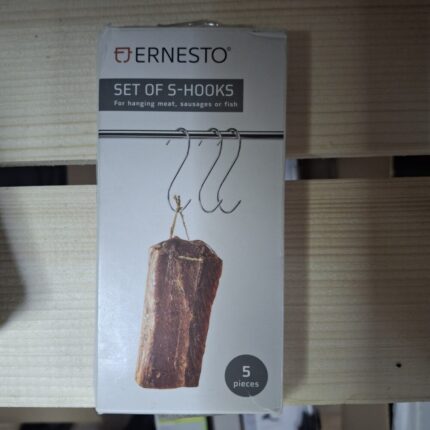 ERNESTO®
SET OF S-HOOKS
For hanging meat, sausages or fish
5
pieces